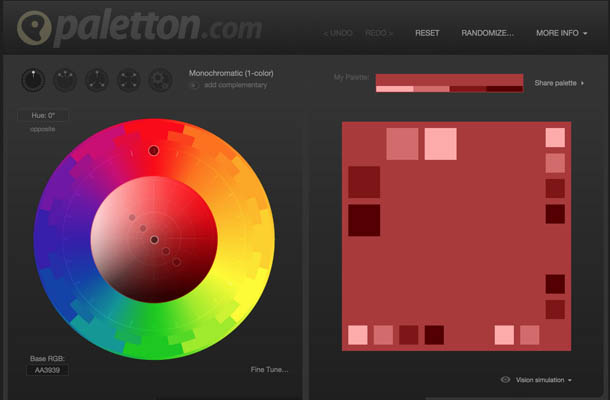 paletton.com
< UNDO REDO > RESET RANDOMIZE... MORE INFO
Monochromatic (1-color)
add complementary
My Palette:
Share palette
Hue: 0°
opposite
Base RGB:
AA3939
Fine Tune...
Vision simulation